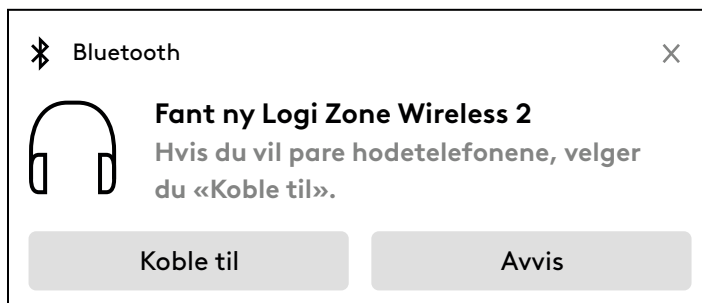 Bluetooth
Fant ny Logi Zone Wireless 2
Hvis du vil pare hodetelefonene, velger
du «Koble til».
Koble til
Avvis